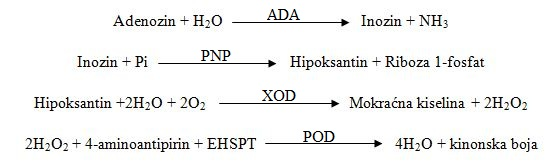 Adenozin + H₂O ADA Inozin + NH₃
Inozin + Pi PNP Hipoksantin + Riboza 1-fosfat
Hipoksantin +2H₂O + 2O₂ XOD Mokraćna kiselina + 2H₂O₂
2H₂O₂ + 4-aminoantipirin + EHSPT POD 4H₂O + kinonska boja